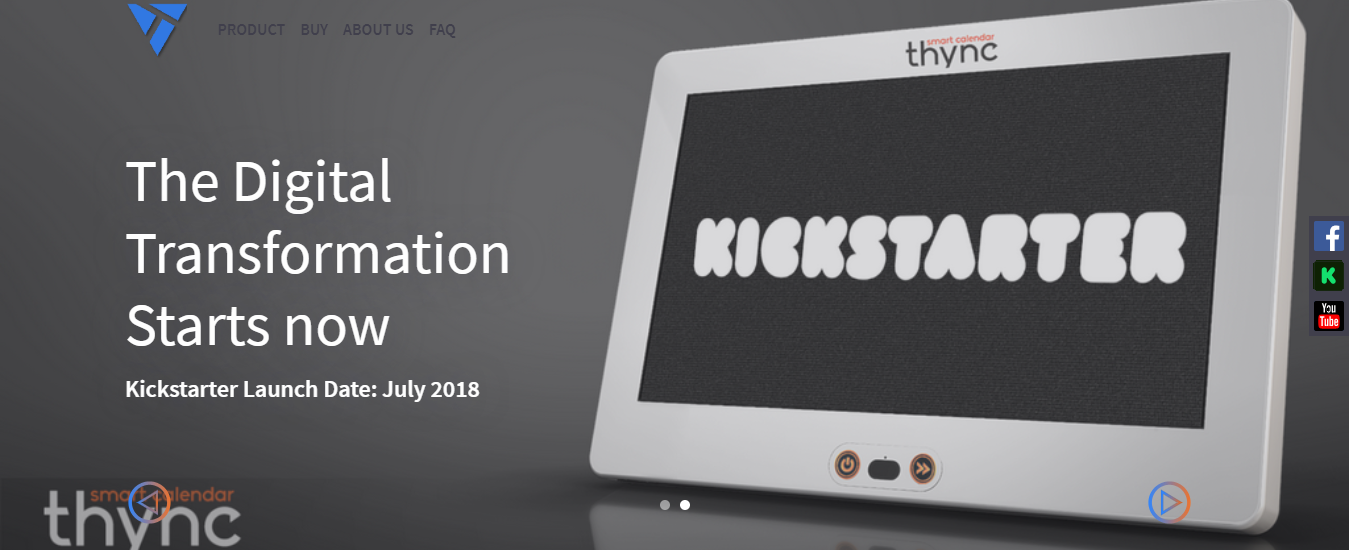 PRODUCT BUY ABOUT US FAQ
smart calendar
thync
The Digital
Transformation
Starts now
KICKSTARTER
Kickstarter Launch Date: July 2018
f
K
You
Tube
smart calendar
thync